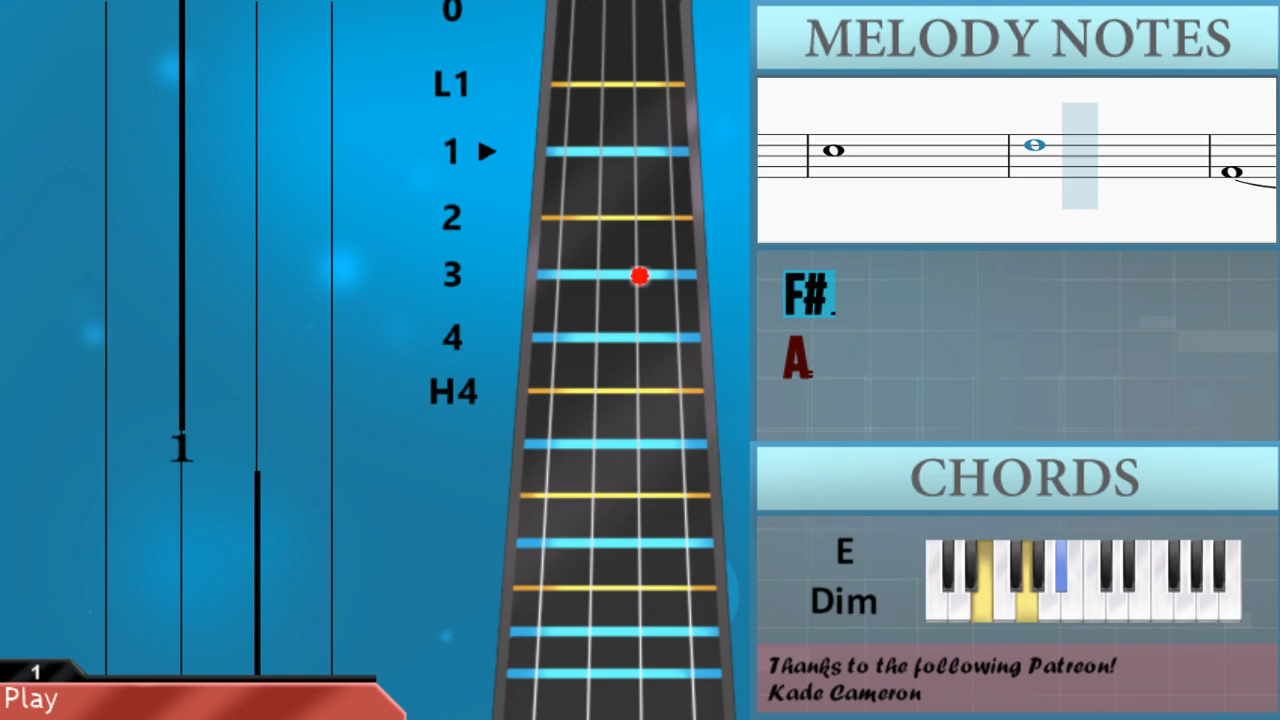 0
L1
1
2
3
4
H4
1
1
Play
MELODY NOTES
F#
A
CHORDS
E
Dim
Thanks to the following Patreon!
Kade Cameron